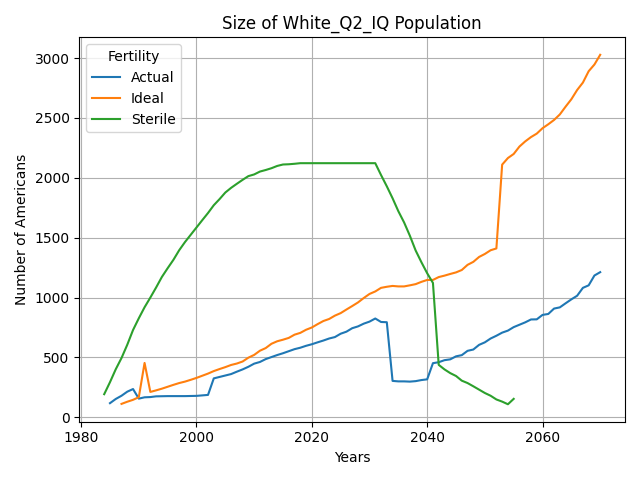 Size of White_Q2_IQ Population
Fertility
Actual
Ideal
Sterile
Number of Americans
3000
2500
2000
1500
1000
500
0
1980
2000
2020
2040
2060
Years